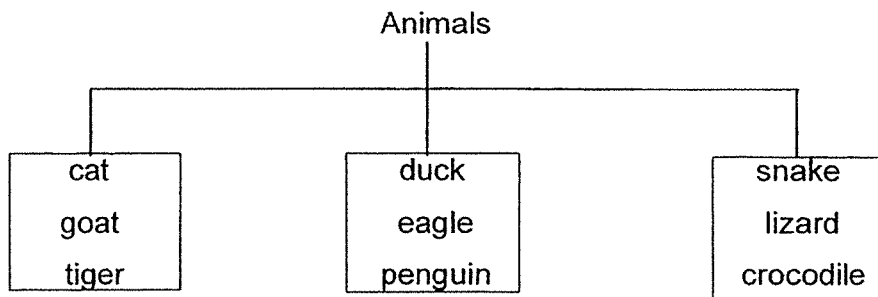 Animals
cat
goat
tiger
duck
eagle
penguin
snake
lizard
crocodile